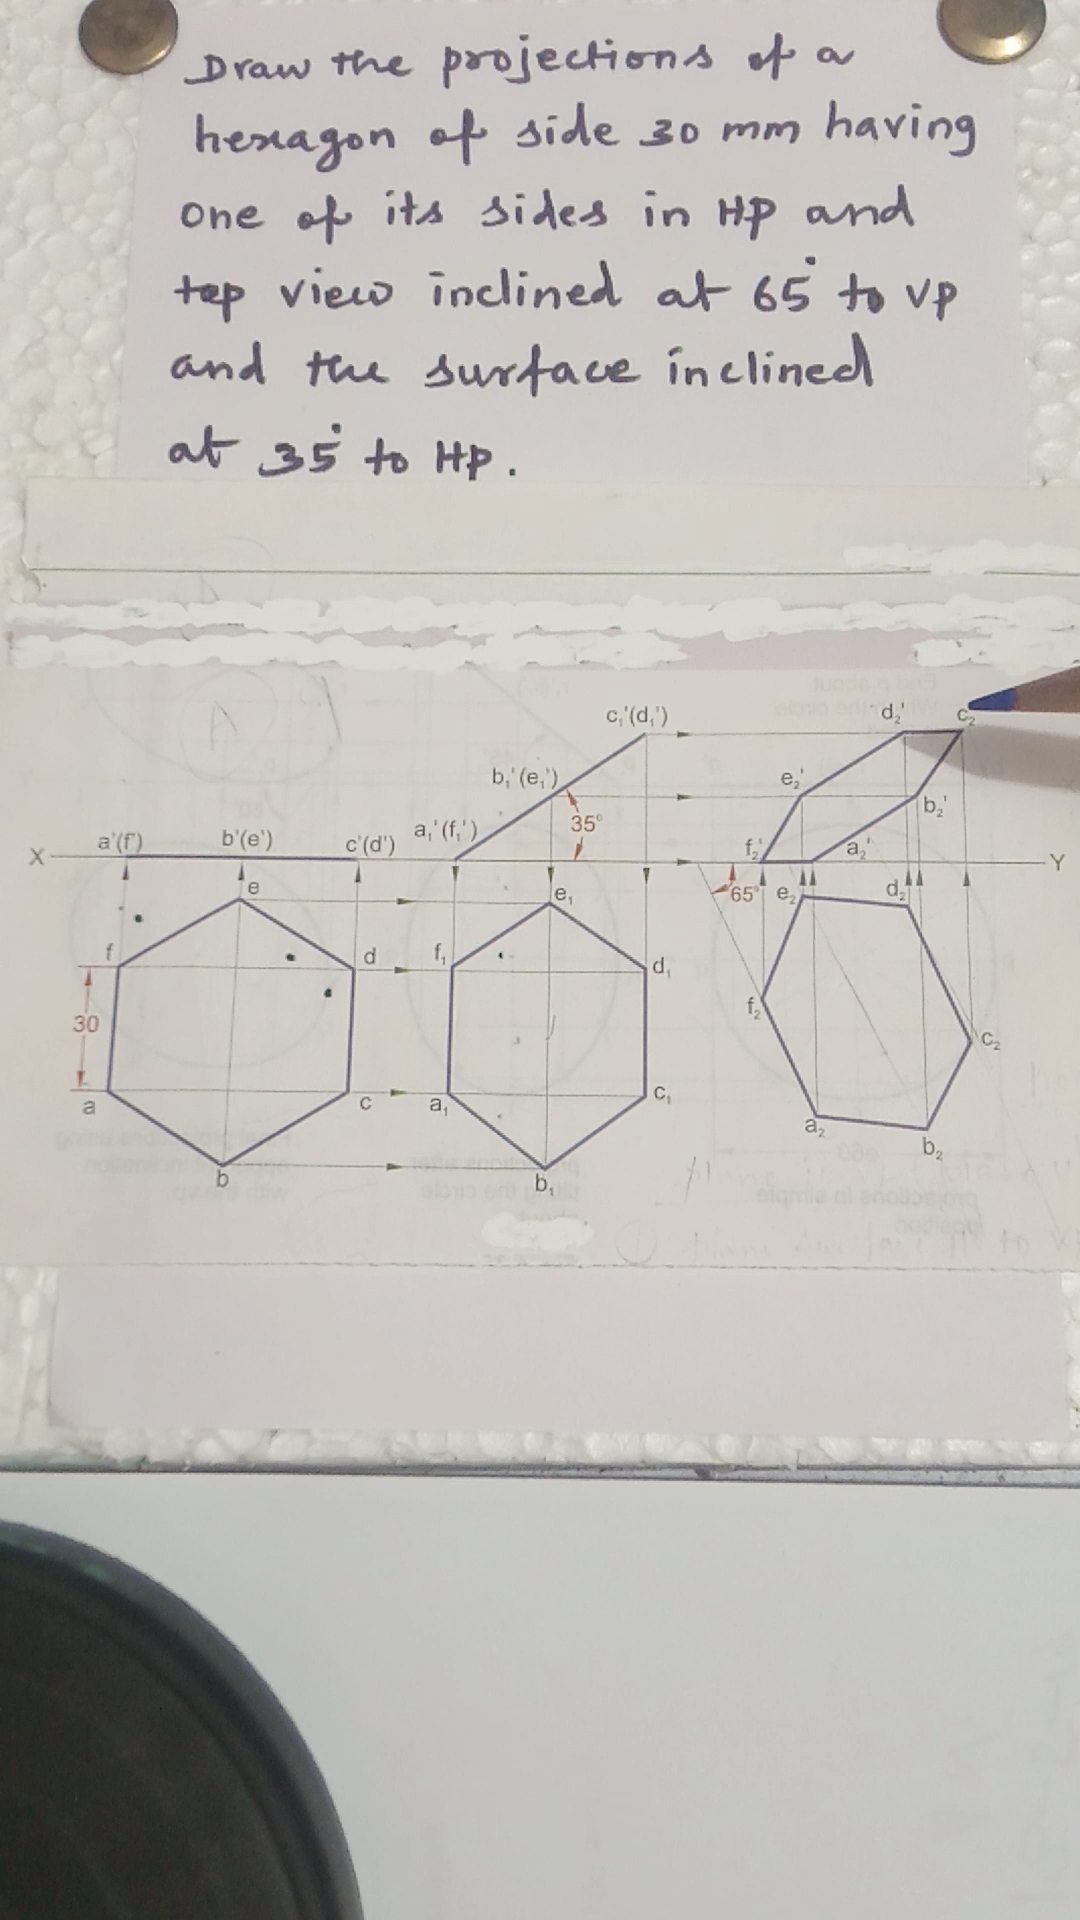 Draw the projections of a
hexagon of side 30 mm having
one of its sides in HP and
top view inclined at 65° to VP
and the surface inclined
at 35° to HP.
c₁'(d₁') d₂' c₂'
b₁'(e₁') e₂' b₂'
35°
a'(f') b'(e') c'(d') a₁'(f₁') f₂' a₂'
X Y
65°
e e₁ e₂ d₂
f d f₁ d₁ f₂
30 c₂
a c a₁ c₁ a₂
b b₁ b₂